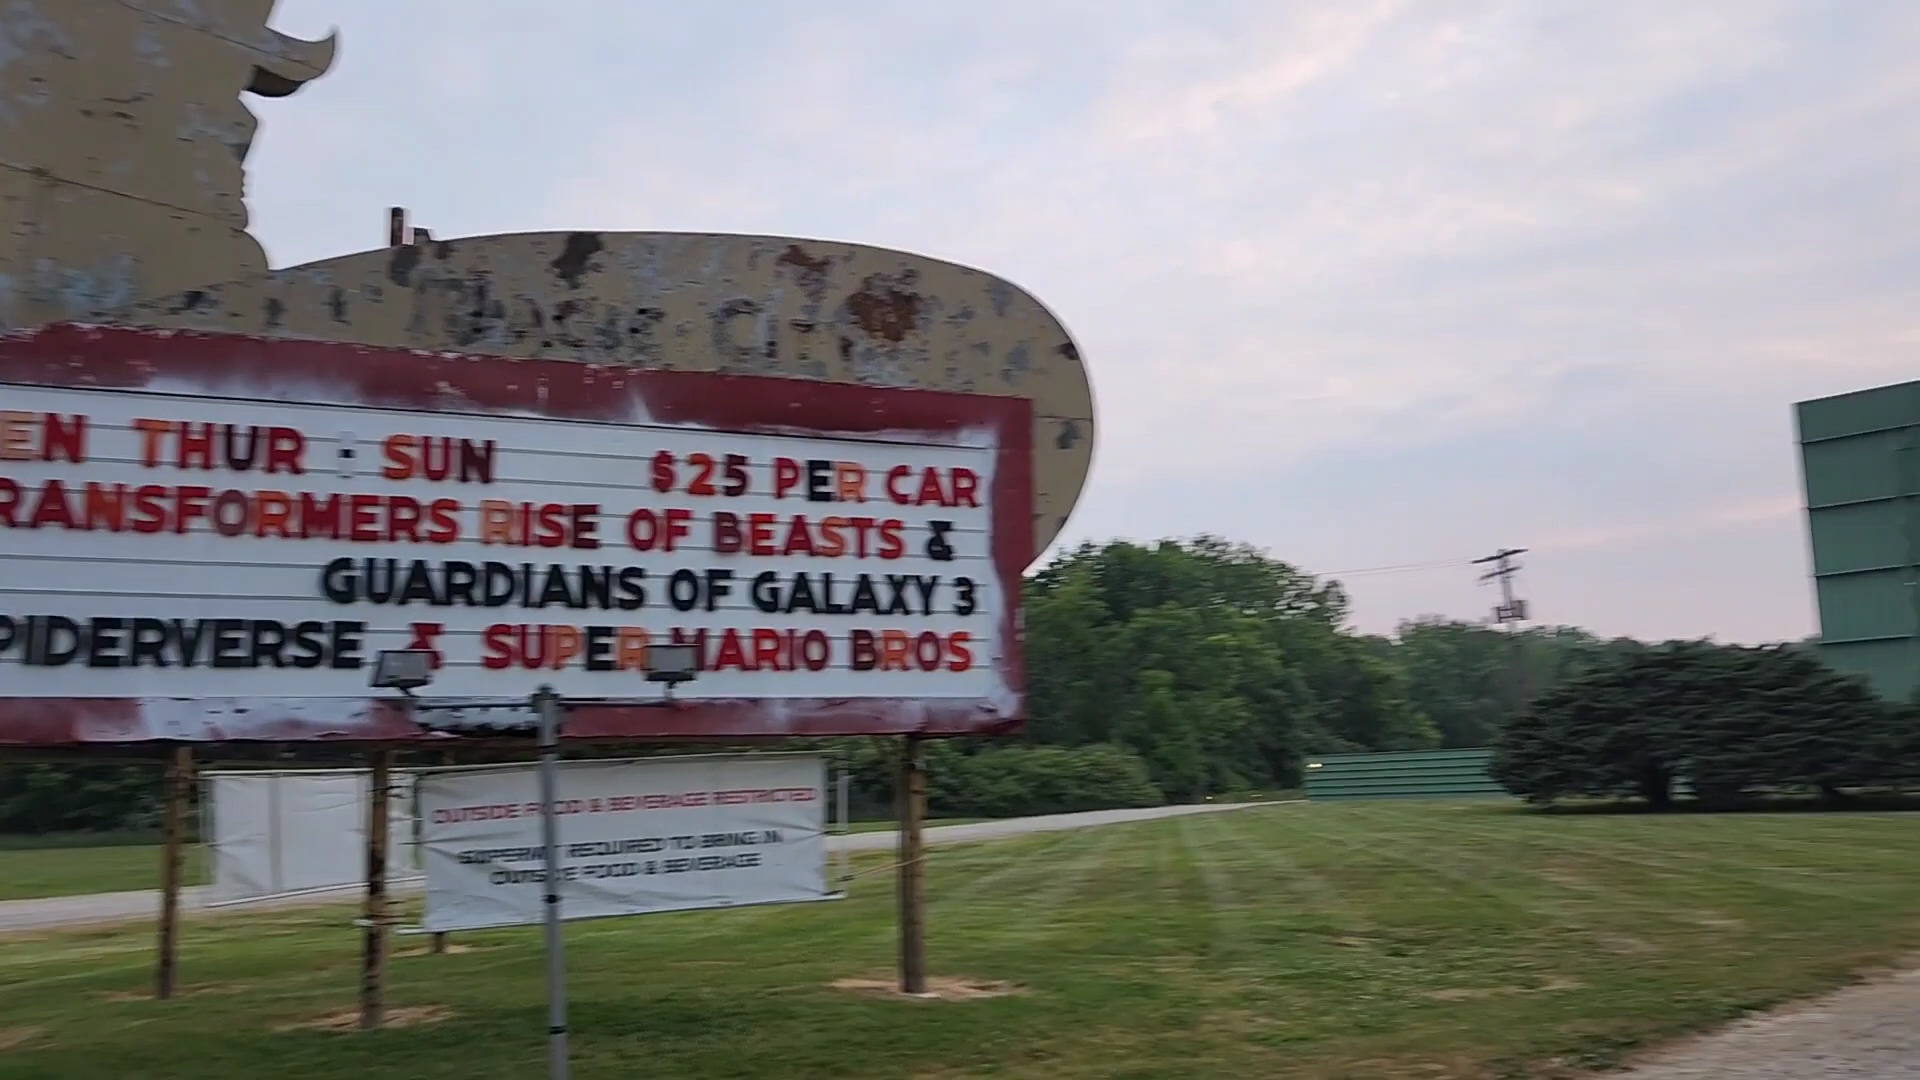 EN THUR : SUN $25 PER CAR
RANSFORMERS RISE OF BEASTS &
GUARDIANS OF GALAXY 3
PIDERVERSE & SUPER MARIO BROS
OUTSIDE FOOD & BEVERAGE RESTRICTED
REQUIRED TO BRING IN
OUTSIDE FOOD & BEVERAGE